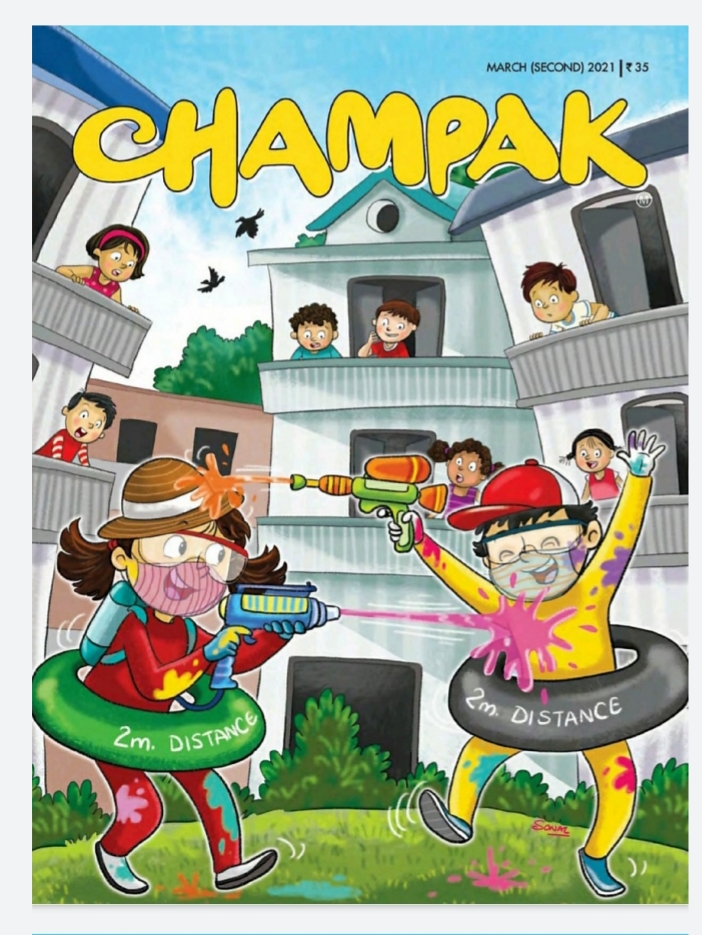 MARCH (SECOND) 2021 | ₹ 35
CHAMPAK
M
2m. DISTANCE
2m. DISTANCE
SONAL